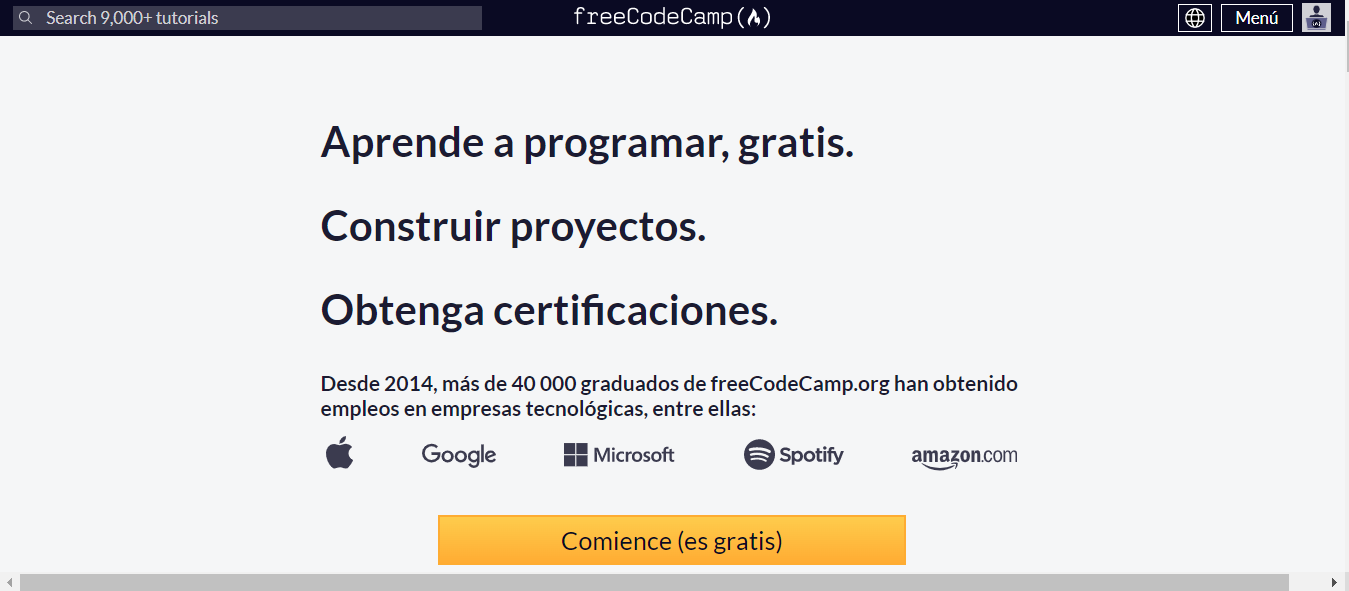 Search 9,000+ tutorials
freeCodeCamp
Menú
Aprende a programar, gratis.
Construir proyectos.
Obtenga certificaciones.
Desde 2014, más de 40 000 graduados de freeCodeCamp.org han obtenido
empleos en empresas tecnológicas, entre ellas:
Google
Microsoft
Spotify
amazon.com
Comience (es gratis)